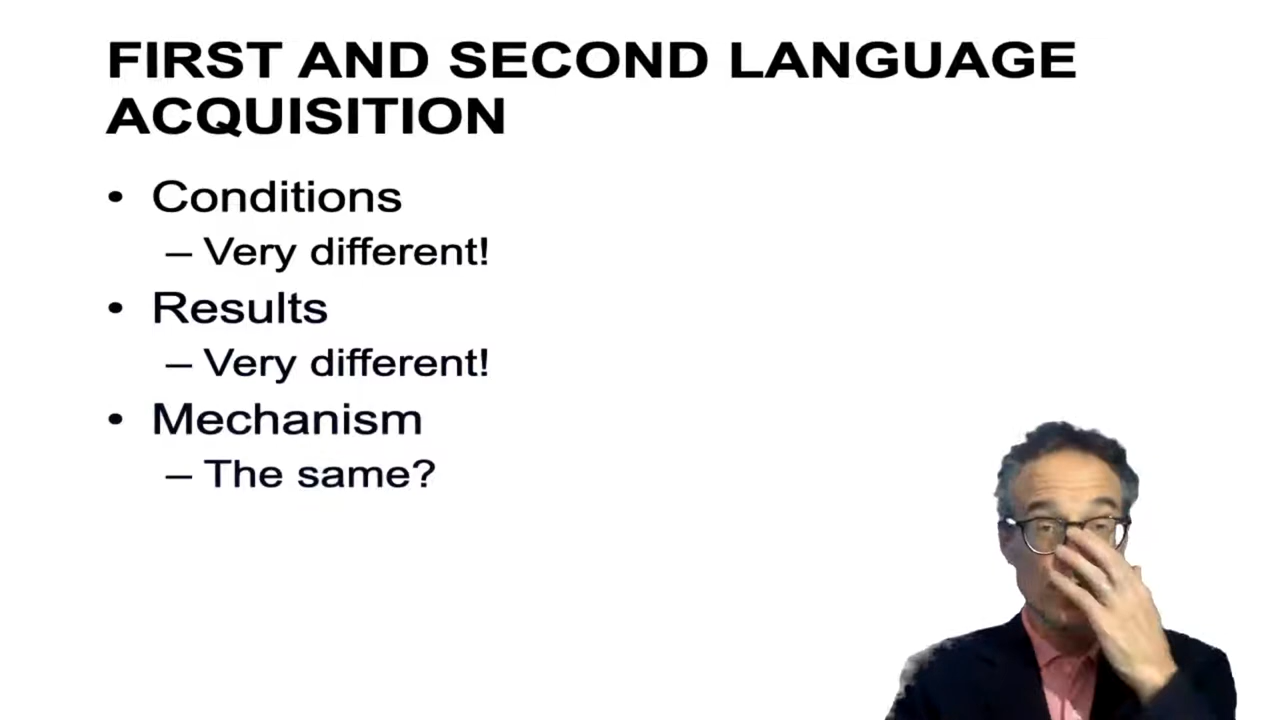 FIRST AND SECOND LANGUAGE
ACQUISITION
• Conditions
– Very different!
• Results
– Very different!
• Mechanism
– The same?